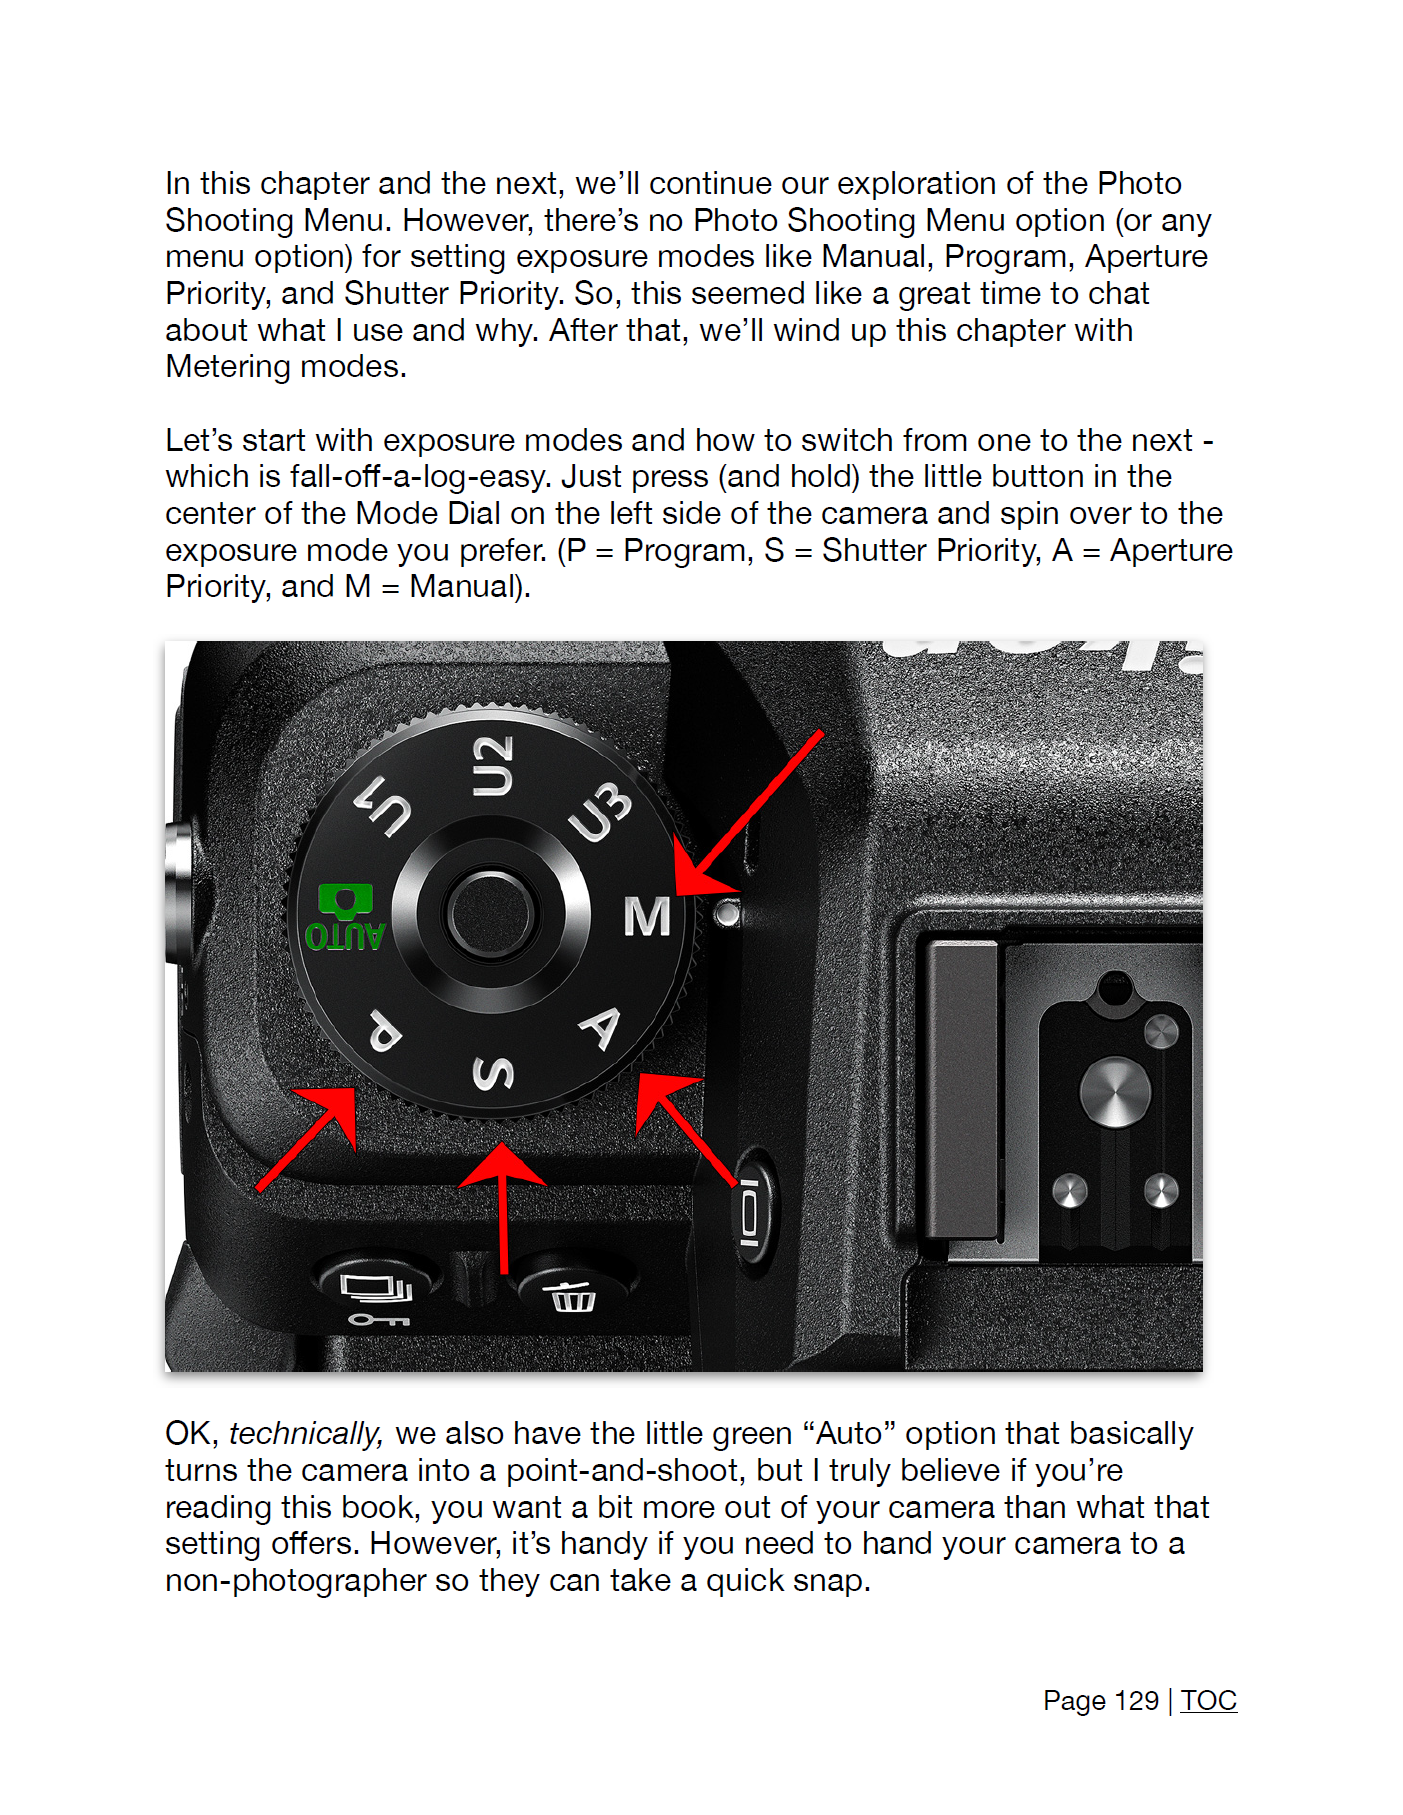 In this chapter and the next, we’ll continue our exploration of the Photo
Shooting Menu. However, there’s no Photo Shooting Menu option (or any
menu option) for setting exposure modes like Manual, Program, Aperture
Priority, and Shutter Priority. So, this seemed like a great time to chat
about what I use and why. After that, we’ll wind up this chapter with
Metering modes.
Let’s start with exposure modes and how to switch from one to the next -
which is fall-off-a-log-easy. Just press (and hold) the little button in the
center of the Mode Dial on the left side of the camera and spin over to the
exposure mode you prefer. (P = Program, S = Shutter Priority, A = Aperture
Priority, and M = Manual).
U1
U2
U3
M
A
S
P
AUTO
OK, technically, we also have the little green “Auto” option that basically
turns the camera into a point-and-shoot, but I truly believe if you’re
reading this book, you want a bit more out of your camera than what that
setting offers. However, it’s handy if you need to hand your camera to a
non-photographer so they can take a quick snap.
Page 129 | TOC